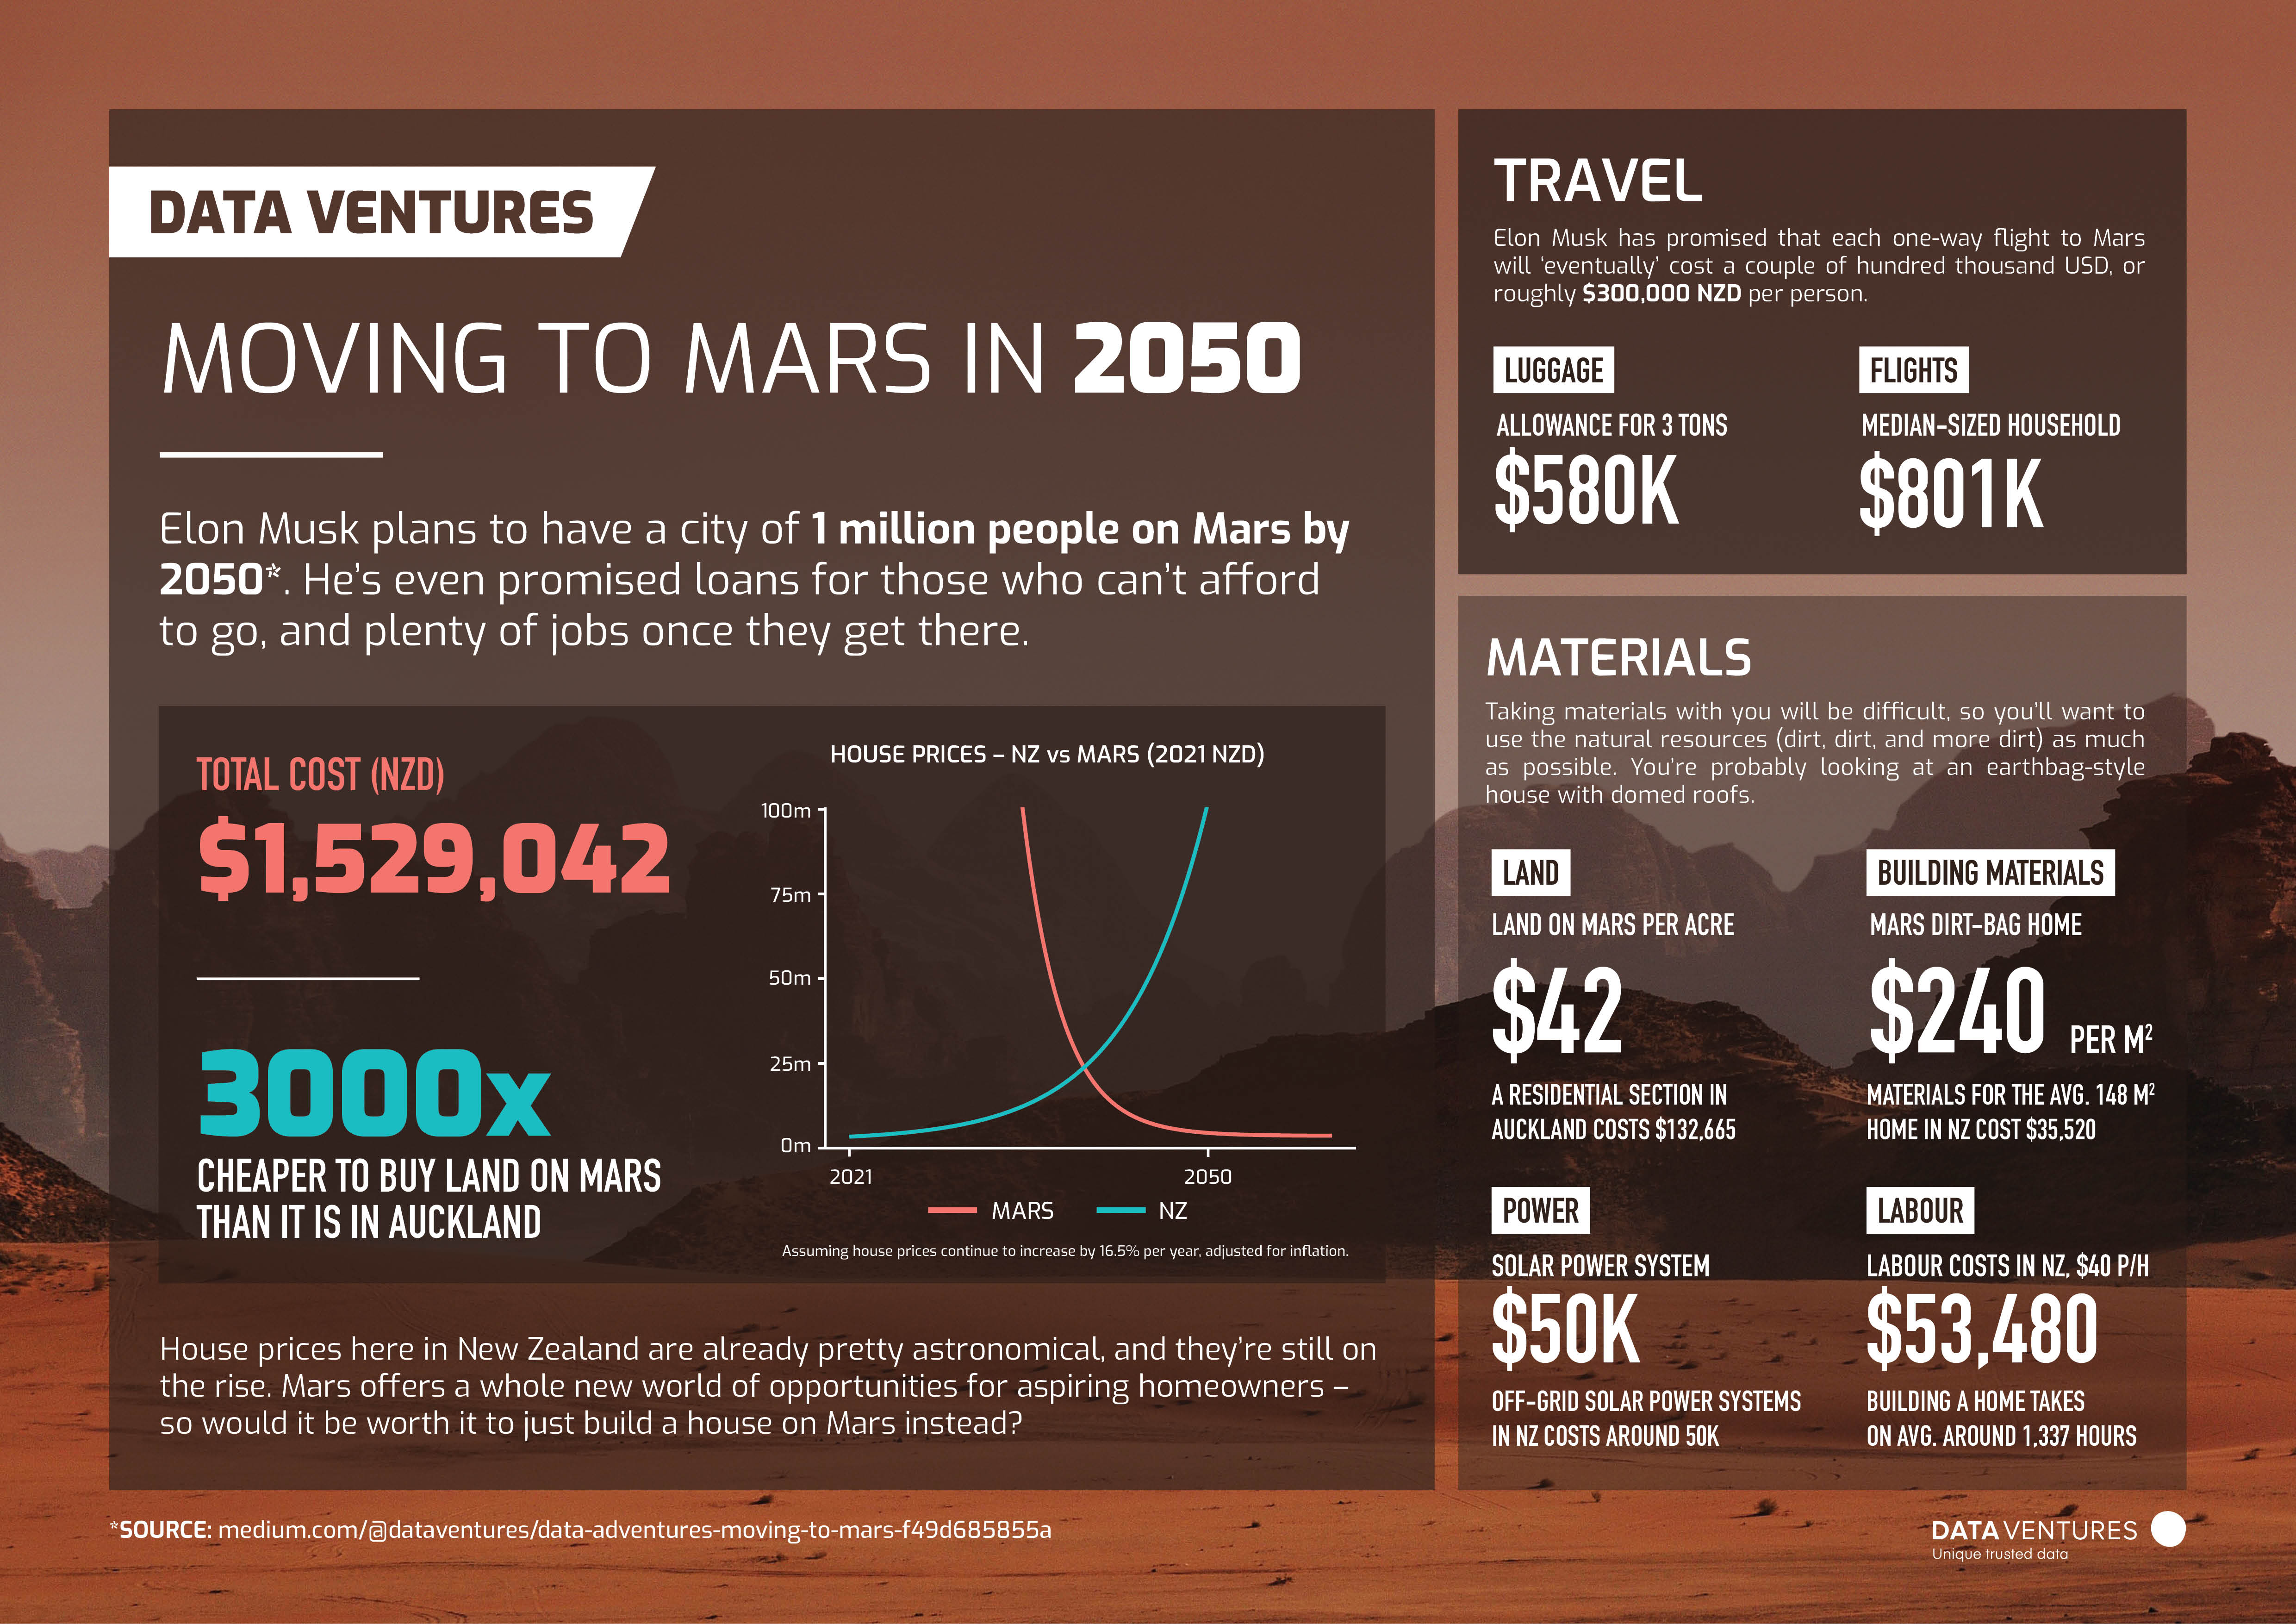 DATA VENTURES
MOVING TO MARS IN 2050
Elon Musk plans to have a city of 1 million people on Mars by
2050*. He's even promised loans for those who can't afford
to go, and plenty of jobs once they get there.
TOTAL COST (NZD)
$1,529,042
3000x
CHEAPER TO BUY LAND ON MARS
THAN IT IS IN AUCKLAND
HOUSE PRICES – NZ vs MARS (2021 NZD)
100m
75m
50m
25m
0m
2021 2050
MARS NZ
Assuming house prices continue to increase by 16.5% per year, adjusted for inflation.
House prices here in New Zealand are already pretty astronomical, and they're still on
the rise. Mars offers a whole new world of opportunities for aspiring homeowners –
so would it be worth it to just build a house on Mars instead?
TRAVEL
Elon Musk has promised that each one-way flight to Mars
will 'eventually' cost a couple of hundred thousand USD, or
roughly $300,000 NZD per person.
LUGGAGE
ALLOWANCE FOR 3 TONS
$580K
FLIGHTS
MEDIAN-SIZED HOUSEHOLD
$801K
MATERIALS
Taking materials with you will be difficult, so you'll want to
use the natural resources (dirt, dirt, and more dirt) as much
as possible. You're probably looking at an earthbag-style
house with domed roofs.
LAND
LAND ON MARS PER ACRE
$42
A RESIDENTIAL SECTION IN
AUCKLAND COSTS $132,665
BUILDING MATERIALS
MARS DIRT-BAG HOME
$240 PER M²
MATERIALS FOR THE AVG. 148 M²
HOME IN NZ COST $35,520
POWER
SOLAR POWER SYSTEM
$50K
OFF-GRID SOLAR POWER SYSTEMS
IN NZ COSTS AROUND 50K
LABOUR
LABOUR COSTS IN NZ, $40 P/H
$53,480
BUILDING A HOME TAKES
ON AVG. AROUND 1,337 HOURS
*SOURCE: medium.com/@dataventures/data-adventures-moving-to-mars-f49d685855a
DATA VENTURES
Unique trusted data